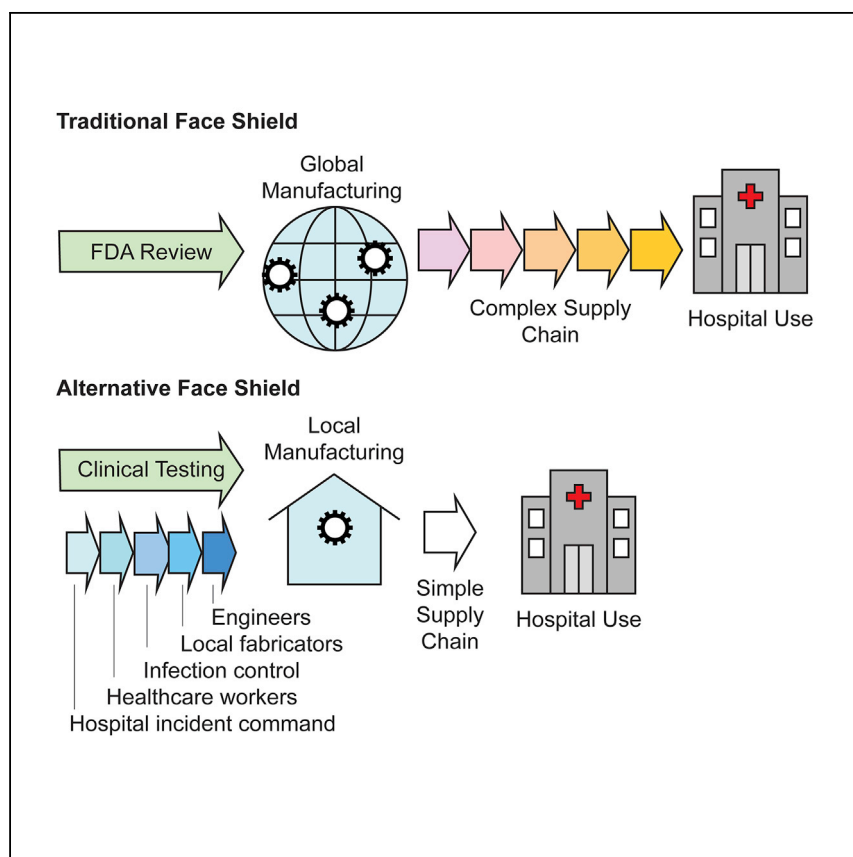 Traditional Face Shield
Global
Manufacturing
FDA Review
Complex Supply
Chain
Hospital Use
Alternative Face Shield
Local
Manufacturing
Clinical Testing
Engineers
Local fabricators
Infection control
Healthcare workers
Hospital incident command
Simple
Supply
Chain
Hospital Use